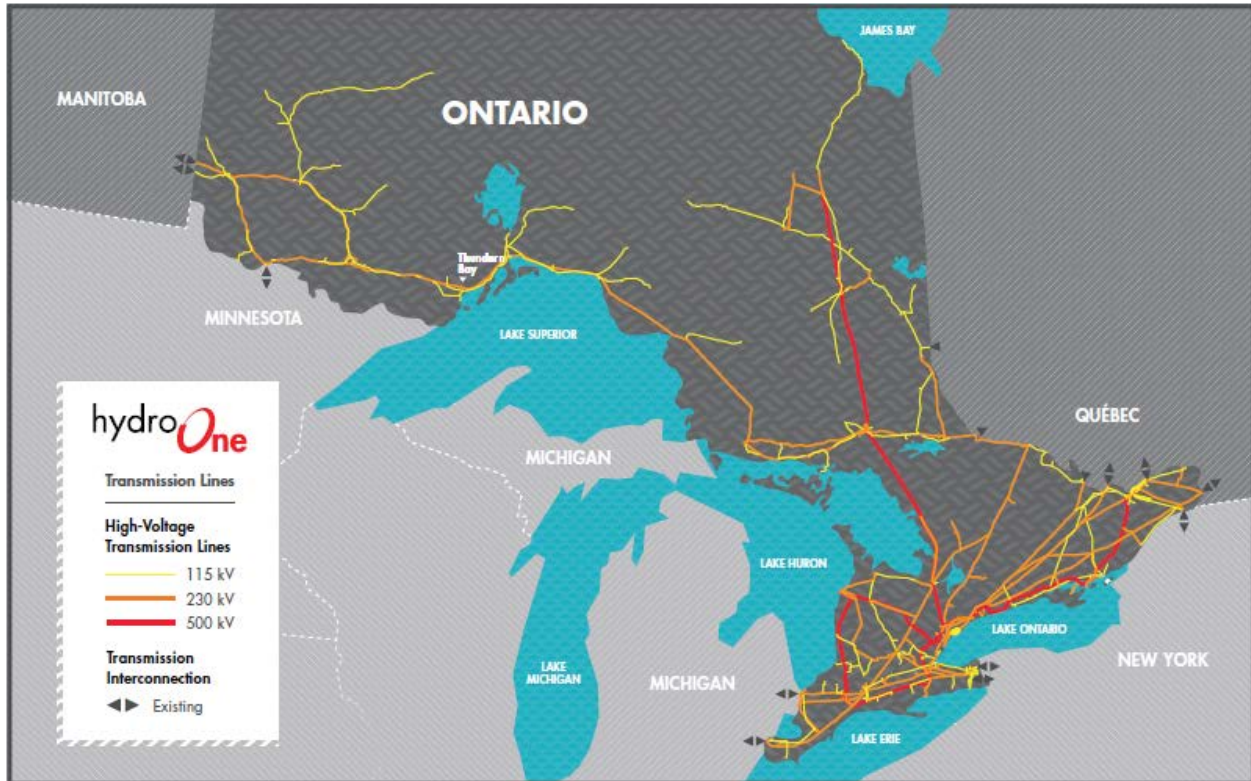 JAMES BAY
MANITOBA
ONTARIO
Thundern
Bay
MINNESOTA
LAKE SUPERIOR
QUÉBEC
MICHIGAN
LAKE HURON
LAKE ONTARIO
NEW YORK
LAKE
MICHIGAN
MICHIGAN
LAKE ERIE
hydroOne
Transmission Lines
High-Voltage
Transmission Lines
115 kV
230 kV
500 kV
Transmission
Interconnection
Existing